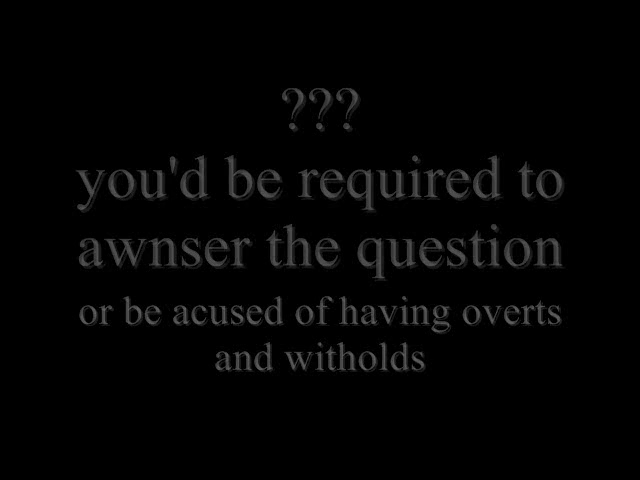 ???
you'd be required to
awnser the question
or be acused of having overts
and witholds